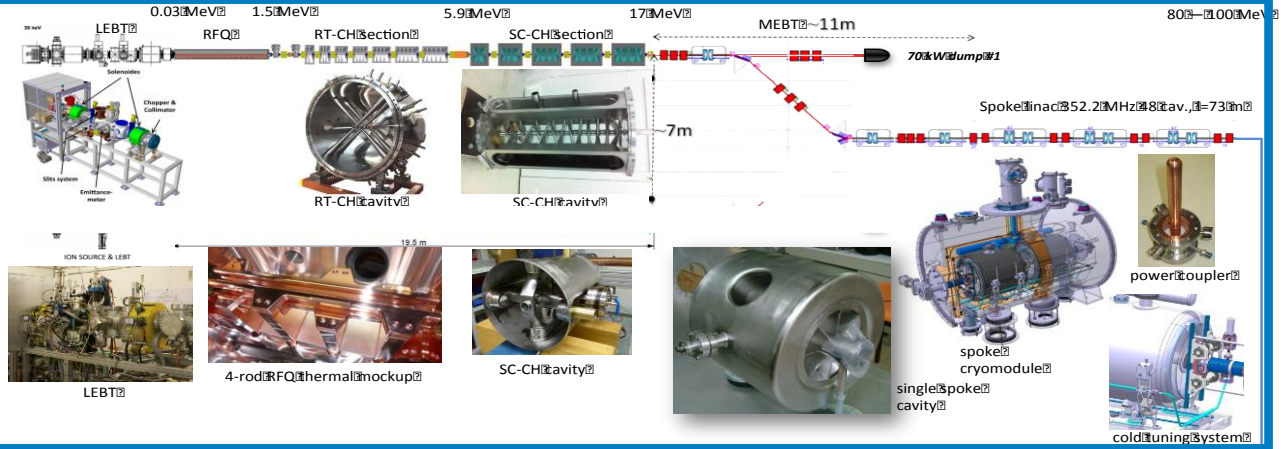 0.03 MeV
1.5 MeV
5.9 MeV
17 MeV
MEBT ~11m
80 — 100 MeV
30 keV
LEBT
RFQ
RT-CH section
SC-CH section
70 kW dump #1
Solenoides
Chopper &
Collimator
Slits system
Emittance-
meter
~7m
Spoke linac 352.2 MHz 48 cav., l=73 m
RT-CH cavity
SC-CH cavity
19.5 m
ION SOURCE & LEBT
power coupler
LEBT
4-rod RFQ thermal mockup
SC-CH cavity
single spoke
cavity
spoke
cryomodule
cold tuning system